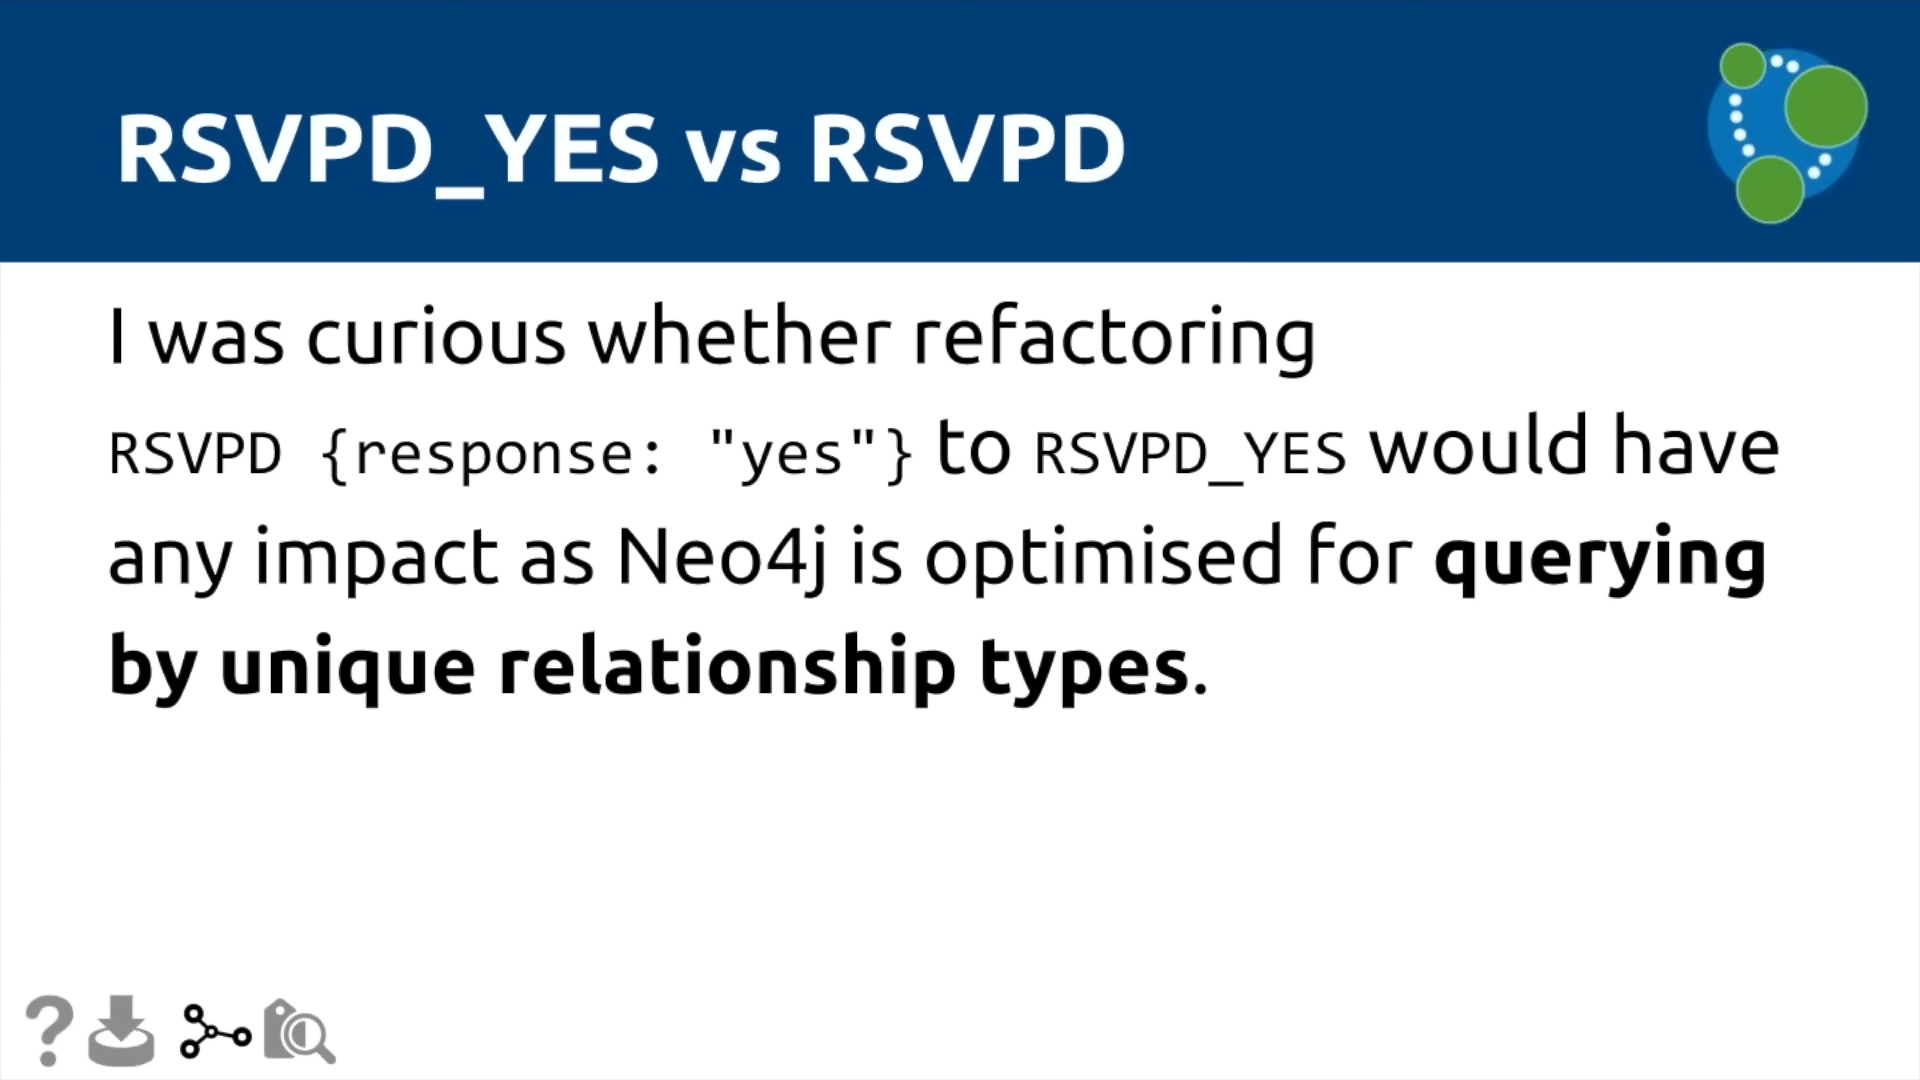 RSVPD_YES vs RSVPD
I was curious whether refactoring
RSVPD {response: "yes"} to RSVPD_YES would have
any impact as Neo4j is optimised for querying
by unique relationship types.